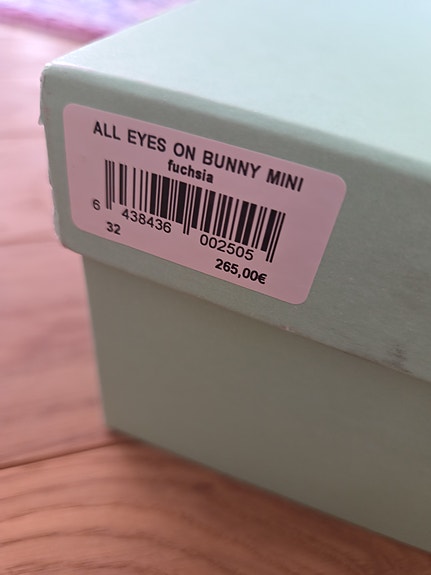 ALL EYES ON BUNNY MINI
fuchsia
6 438436 002505
32
265,00€